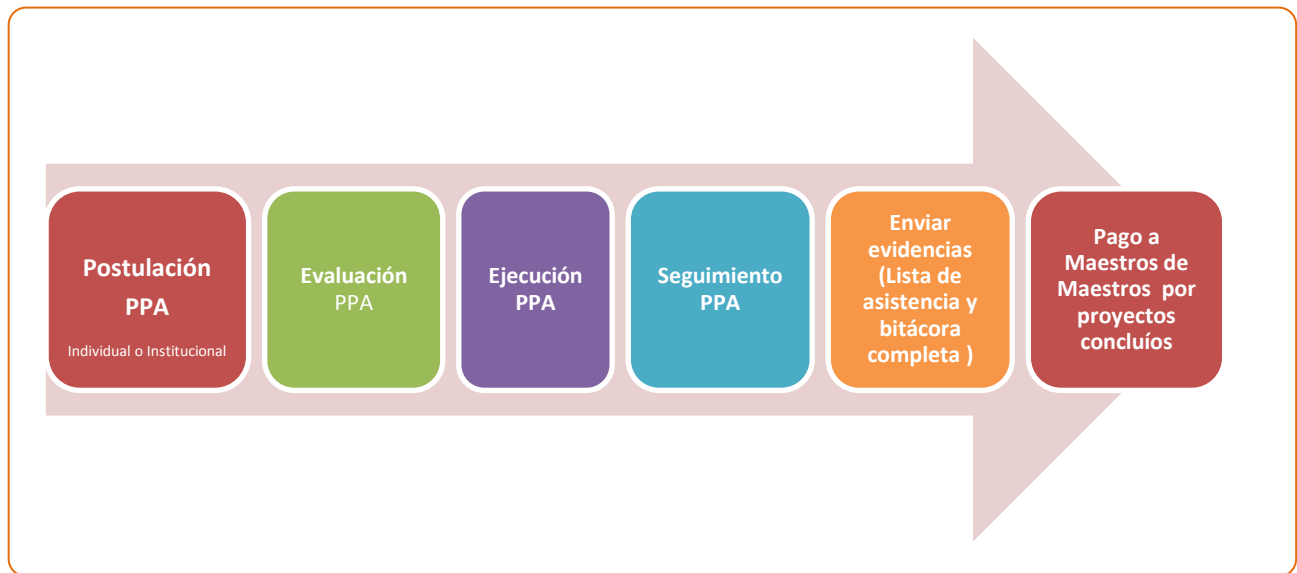 Postulación
PPA
Individual o Institucional
Evaluación
PPA
Ejecución
PPA
Seguimiento
PPA
Enviar
evidencias
(Lista de
asistencia y
bitácora
completa )
Pago a
Maestros de
Maestros por
proyectos
concluíos